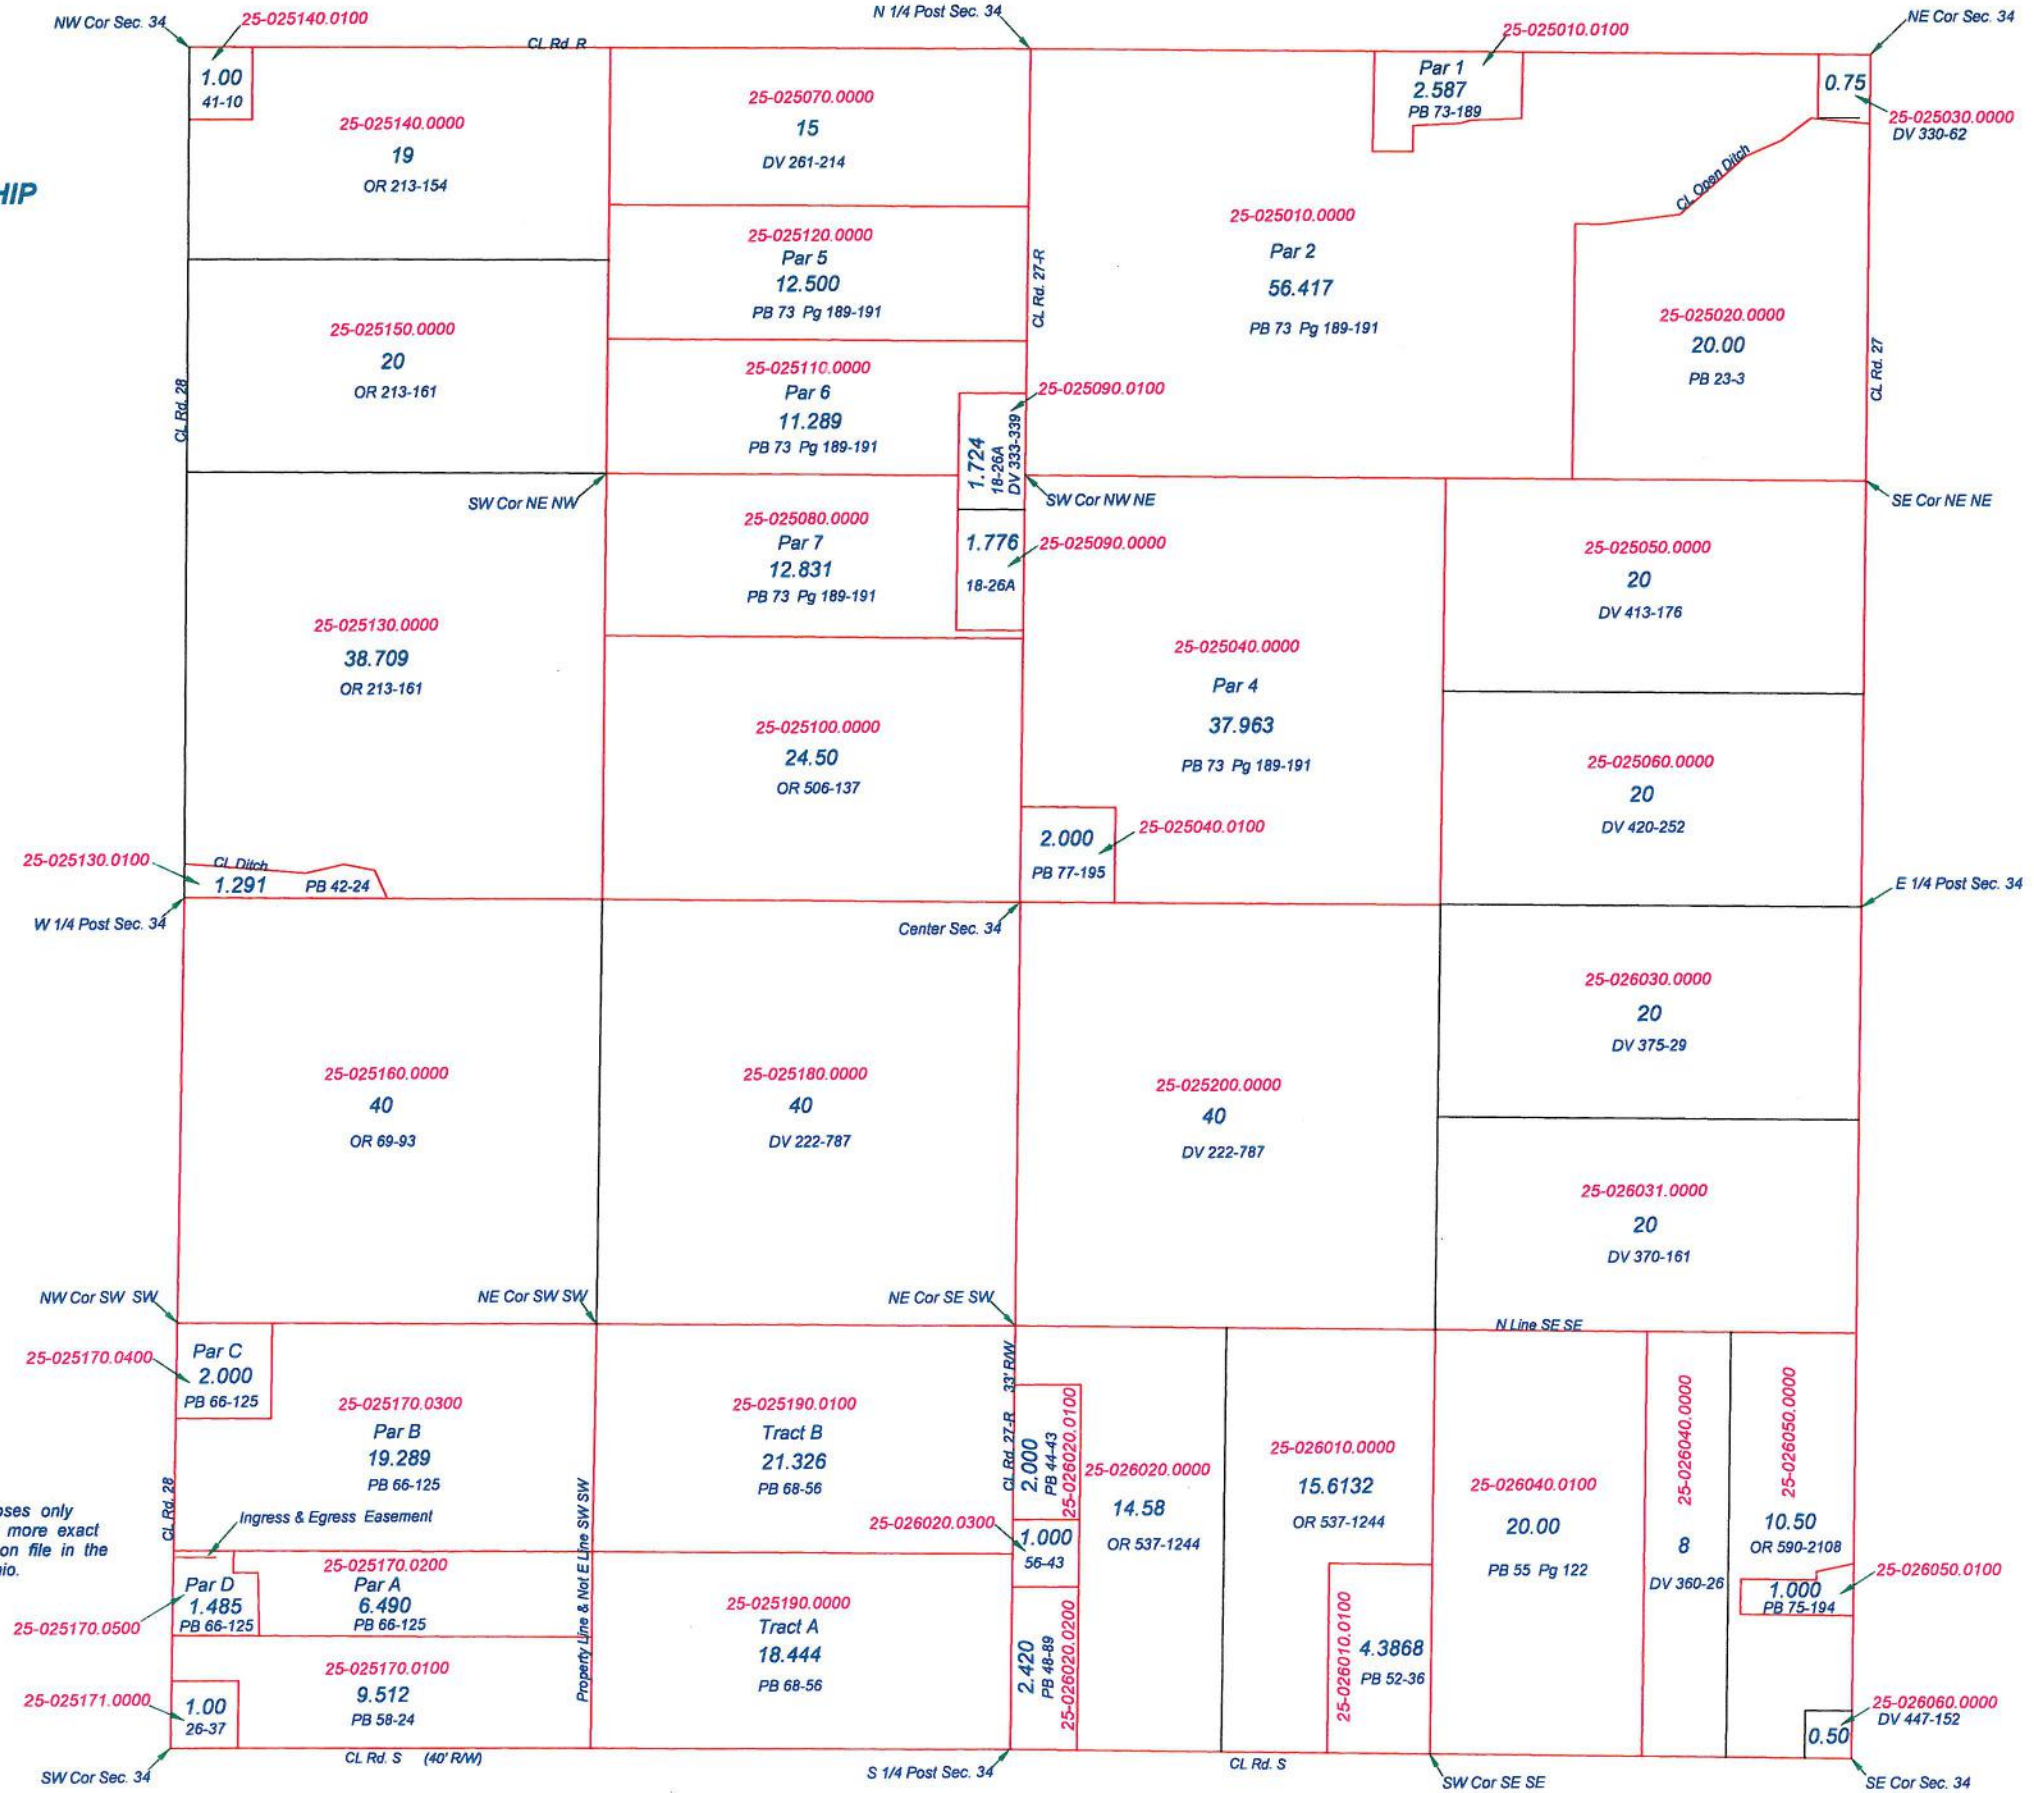 NW Cor Sec. 34
25-025140.0100
N 1/4 Post Sec. 34
25-025010.0100
NE Cor Sec. 34
CL Rd. R
1.00
41-10
25-025140.0000
19
OR 213-154
25-025070.0000
15
DV 261-214
Par 1
2.587
PB 73-189
0.75
25-025030.0000
DV 330-62
CL Open Ditch
HIP
25-025120.0000
Par 5
12.500
PB 73 Pg 189-191
CL Rd. 27-R
25-025010.0000
Par 2
56.417
PB 73 Pg 189-191
25-025020.0000
20.00
PB 23-3
CL Rd. 27
25-025150.0000
20
OR 213-161
CL Rd. 28
25-025110.0000
Par 6
11.289
PB 73 Pg 189-191
25-025090.0100
1.724
18-26A
DV 333-339
SW Cor NE NW
SW Cor NW NE
SE Cor NE NE
25-025080.0000
Par 7
12.831
PB 73 Pg 189-191
1.776
18-26A
25-025090.0000
25-025050.0000
20
DV 413-176
25-025130.0000
38.709
OR 213-161
25-025040.0000
Par 4
37.963
PB 73 Pg 189-191
25-025100.0000
24.50
OR 506-137
25-025060.0000
20
DV 420-252
2.000
PB 77-195
25-025040.0100
25-025130.0100
CL Ditch
1.291
PB 42-24
W 1/4 Post Sec. 34
Center Sec. 34
E 1/4 Post Sec. 34
25-026030.0000
20
DV 375-29
25-025160.0000
40
OR 69-93
25-025180.0000
40
DV 222-787
25-025200.0000
40
DV 222-787
25-026031.0000
20
DV 370-161
NW Cor SW SW
NE Cor SW SW
NE Cor SE SW
N Line SE SE
25-025170.0400
Par C
2.000
PB 66-125
25-025170.0300
Par B
19.289
PB 66-125
25-025190.0100
Tract B
21.326
PB 68-56
CL Rd. 27-R 33' R/W
2.000
PB 44-43
25-026020.0100
25-026020.0000
14.58
OR 537-1244
25-026010.0000
15.6132
OR 537-1244
25-026040.0100
20.00
PB 55 Pg 122
25-026040.0000
8
DV 360-26
25-026050.0000
10.50
OR 590-2108
CL Rd. 28
oses only
more exact
on file in the
nio.
Ingress & Egress Easement
Property Line & Not E Line SW SW
25-026020.0300
1.000
56-43
25-026050.0100
1.000
PB 75-194
Par D
1.485
PB 66-125
25-025170.0500
25-025170.0200
Par A
6.490
PB 66-125
25-025190.0000
Tract A
18.444
PB 68-56
2.420
PB 48-89
25-026020.0200
25-026010.0100
4.3868
PB 52-36
25-025170.0100
9.512
PB 58-24
25-025171.0000
1.00
26-37
25-026060.0000
DV 447-152
0.50
SW Cor Sec. 34
CL Rd. S (40' R/W)
S 1/4 Post Sec. 34
CL Rd. S
SW Cor SE SE
SE Cor Sec. 34